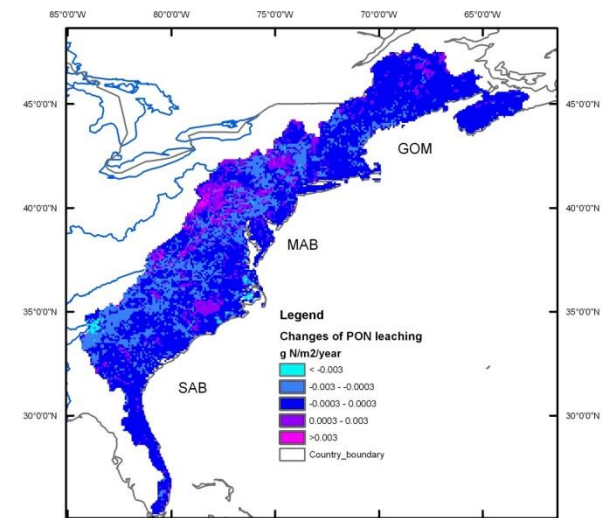 85°0'0"W 80°0'0"W 75°0'0"W 70°0'0"W 65°0'0"W
45°0'0"N 45°0'0"N
GOM
40°0'0"N 40°0'0"N
MAB
35°0'0"N 35°0'0"N
Legend
Changes of PON leaching
g N/m2/year
< -0.003
-0.003 - -0.0003
-0.0003 - 0.0003
0.0003 - 0.003
>0.003
Country_boundary
SAB
30°0'0"N 30°0'0"N